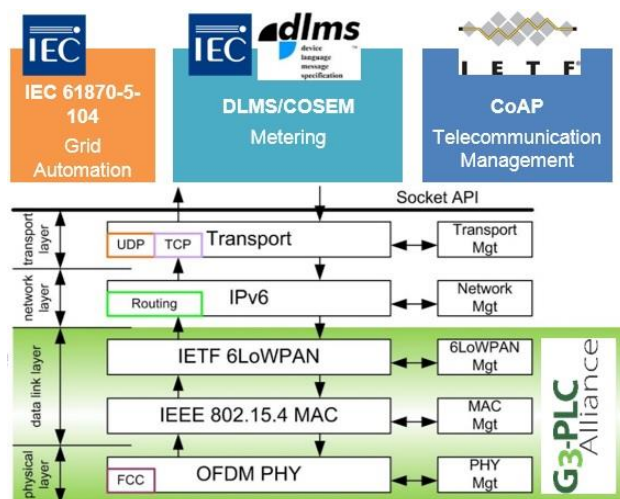 IEC
IEC 61870-5-
104
Grid
Automation
IEC
dlms
device
language
message
specification
TM
DLMS/COSEM
Metering
I E T F®
CoAP
Telecommunication
Management
Socket API
transport
layer
UDP
TCP
Transport
Transport
Mgt
network
layer
Routing
IPv6
Network
Mgt
data link layer
IETF 6LoWPAN
6LoWPAN
Mgt
IEEE 802.15.4 MAC
MAC
Mgt
physical
layer
FCC
OFDM PHY
PHY
Mgt
G3-PLC
Alliance